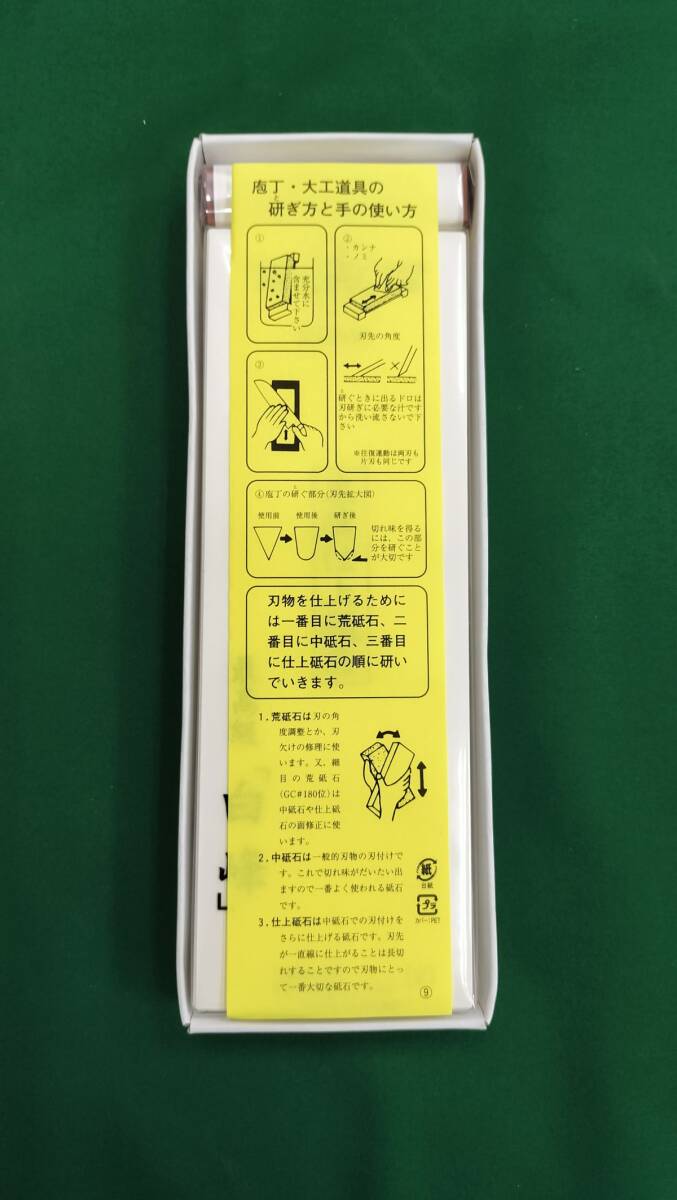 庖丁・大工道具の
研ぎ方と手の使い方
と
①
充分水に
含ませて下さい
②
・カンナ
・ノミ
刃先の角度
×
研ぐときに出るドロは
刃研ぎに必要な汁です
から洗い流さないで下
さい
※往復運動は両刃も
片刃も同じです
③
④庖丁の研ぐ部分(刃先拡大図)
使用前 使用後 研ぎ後
切れ味を得る
には、この部
分を研ぐこと
が大切です
刃物を仕上げるためにに
は一番目に荒砥石、二
番目に中砥石、三番目
に仕上砥石の順に研い
でいきます。
1.荒砥石は刃の角
度調整とか、刃
欠けの修理に使
います。又、細
目の荒砥石
(GC#180位)は
中砥石や仕上砥
石の面修正に使
います。
2.中砥石は一般的刃物の刃付けで
す。これで切れ味がだいたい出
ますので一番よく使われる砥石
です。
3.仕上砥石は中砥石での刃付けを
さらに仕上げる砥石です。刃先
が一直線に仕上がることは長切
れすることですので刃物にとっ
て一番大切な砥石です。
紙
台紙
プラ
カバー:PET
⑨